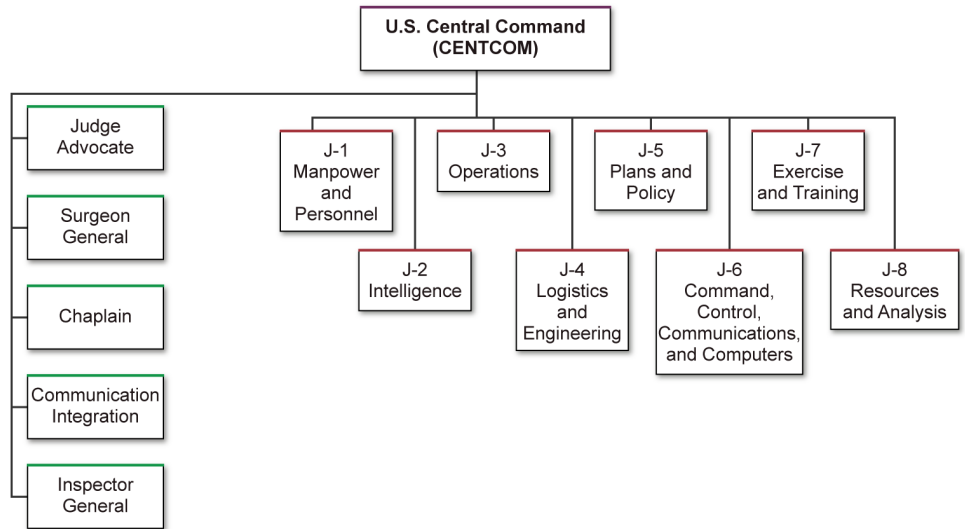 U.S. Central Command
(CENTCOM)
Judge
Advocate
Surgeon
General
Chaplain
Communication
Integration
Inspector
General
J-1
Manpower
and
Personnel
J-2
Intelligence
J-3
Operations
J-4
Logistics
and
Engineering
J-5
Plans and
Policy
J-6
Command,
Control,
Communications,
and Computers
J-7
Exercise
and Training
J-8
Resources
and Analysis